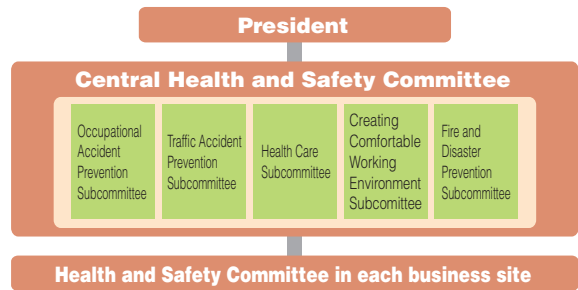 President
Central Health and Safety Committee
Occupational
Accident
Prevention
Subcommittee
Traffic Accident
Prevention
Subcommittee
Health Care
Subcommittee
Creating
Comfortable
Working
Environment
Subcomittee
Fire and
Disaster
Prevention
Subcommittee
Health and Safety Committee in each business site